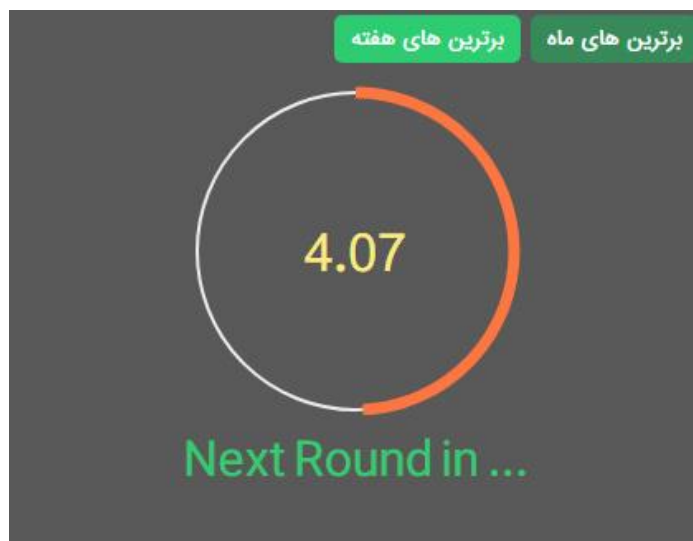 برترین های ماه
برترین های هفته
4.07
Next Round in ...